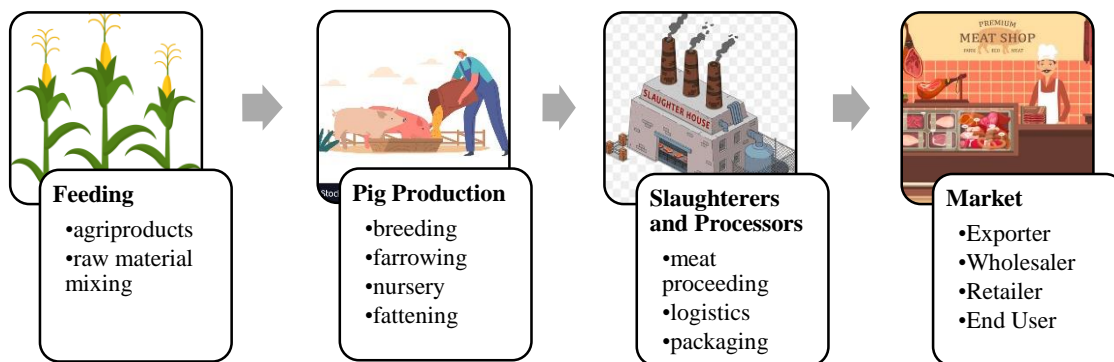 PREMIUM
MEAT SHOP
SLAUGHTER HOUSE
Stoc
Feeding
•agriproducts
•raw material
mixing
Pig Production
•breeding
•farrowing
•nursery
•fattening
Slaughterers
and Processors
•meat
proceeding
•logistics
•packaging
Market
•Exporter
•Wholesaler
•Retailer
•End User